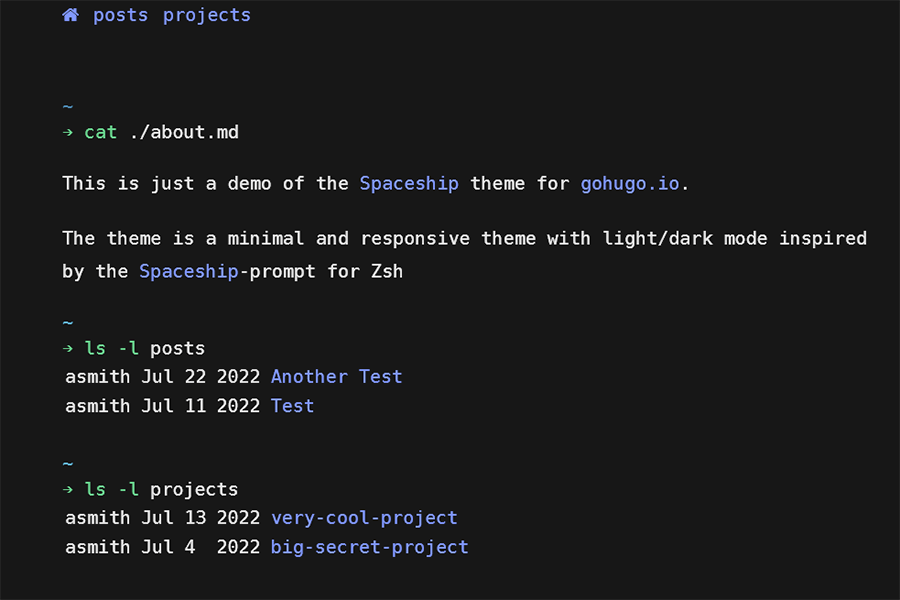 posts projects
~
→ cat ./about.md
This is just a demo of the Spaceship theme for gohugo.io.
The theme is a minimal and responsive theme with light/dark mode inspired
by the Spaceship-prompt for Zsh
~
→ ls -l posts
asmith Jul 22 2022 Another Test
asmith Jul 11 2022 Test
~
→ ls -l projects
asmith Jul 13 2022 very-cool-project
asmith Jul 4  2022 big-secret-project